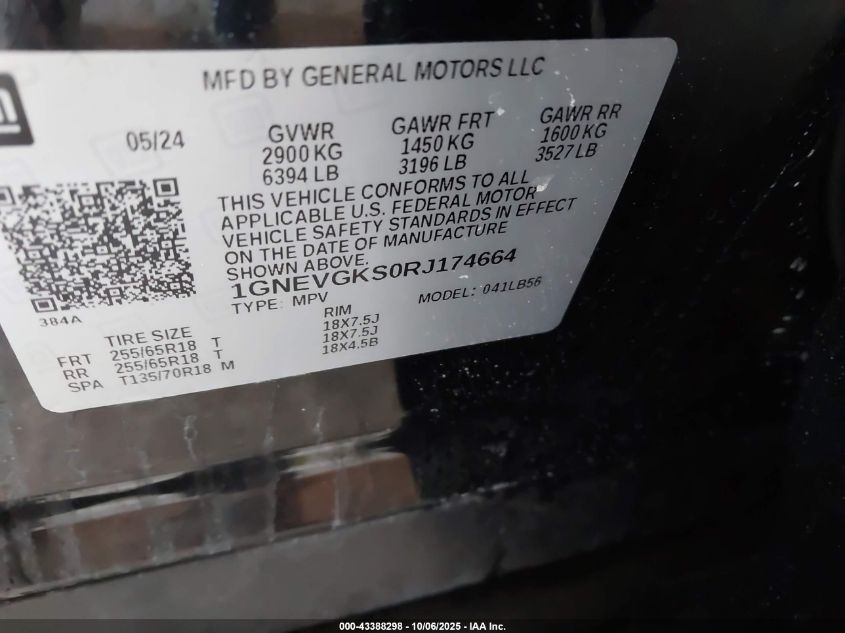 MFD BY GENERAL MOTORS LLC
05/24
GVWR
2900 KG
6394 LB
GAWR FRT
1450 KG
3196 LB
GAWR RR
1600 KG
3527 LB
THIS VEHICLE CONFORMS TO ALL
APPLICABLE U.S. FEDERAL MOTOR
VEHICLE SAFETY STANDARDS IN EFFECT
ON THE DATE OF MANUFACTURE
SHOWN ABOVE.
1GNEVGKS0RJ174664
TYPE: MPV
MODEL: 041LB56
384A
TIRE SIZE
RIM
FRT 255/65R18 T 18X7.5J
RR 255/65R18 T 18X7.5J
SPA T135/70R18 M 18X4.5B
000-43388298 - 10/06/2025 - IAA Inc.